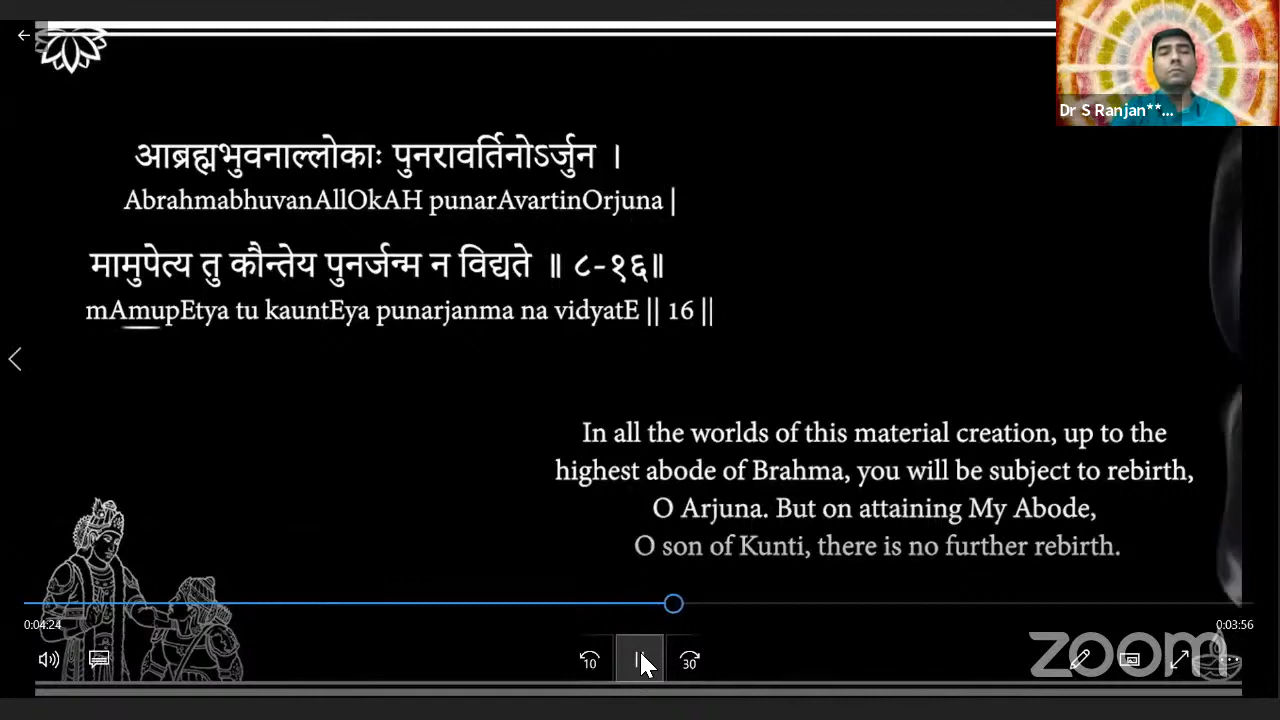 Dr S Ranjan**...
आब्रह्मभुवनाल्लोकाः पुनरावर्तिनोऽर्जुन ।
AbrahmabhuvanAllOkAH punarAvartinOrjuna |
मामुपेत्य तु कौन्तेय पुनर्जन्म न विद्यते ॥ ८-१६॥
mAmupEtya tu kauntEya punarjanma na vidyatE || 16 ||
In all the worlds of this material creation, up to the
highest abode of Brahma, you will be subject to rebirth,
O Arjuna. But on attaining My Abode,
O son of Kunti, there is no further rebirth.
0:04:24
0:03:56
10
30
zoom